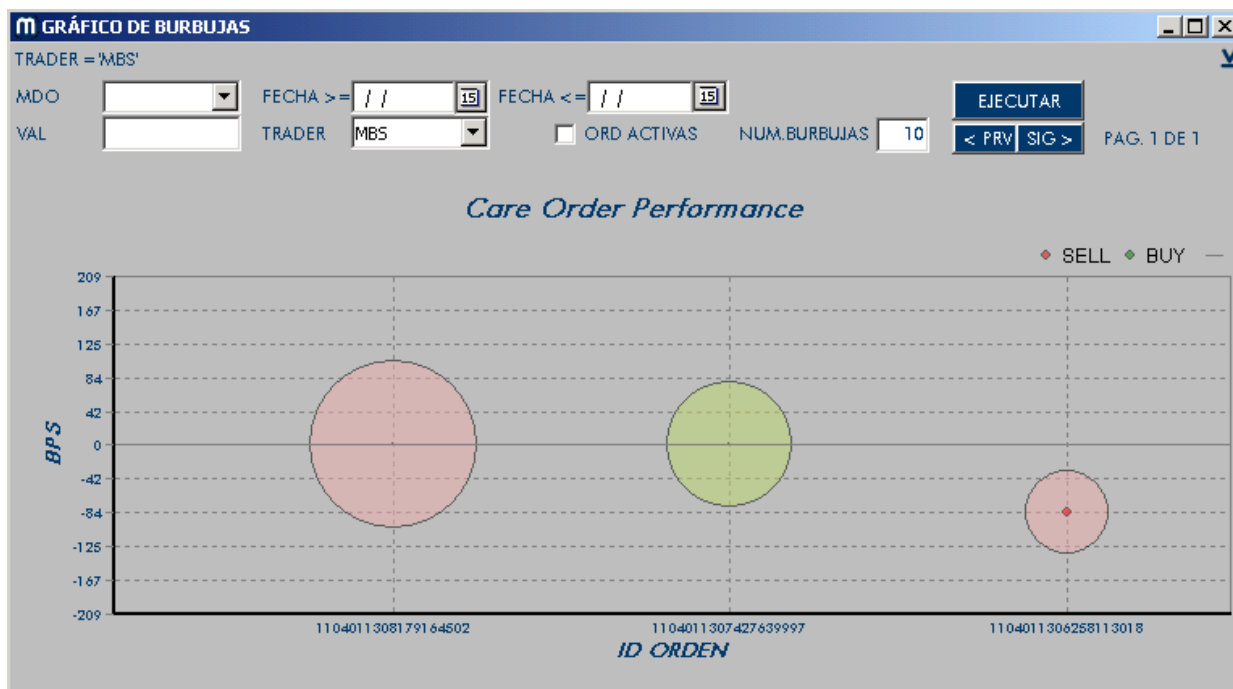 m GRÁFICO DE BURBUJAS
TRADER = 'MBS'
MDO FECHA >= / / 15 FECHA <= / / 15 EJECUTAR
VAL TRADER MBS ORD ACTIVAS NUM.BURBUJAS 10 < PRV SIG > PAG. 1 DE 1
Care Order Performance
SELL BUY
209
167
125
84
42
0
-42
-84
-125
-167
-209
BPS
1104011308179164502 1104011307427639997 1104011306258113018
ID ORDEN